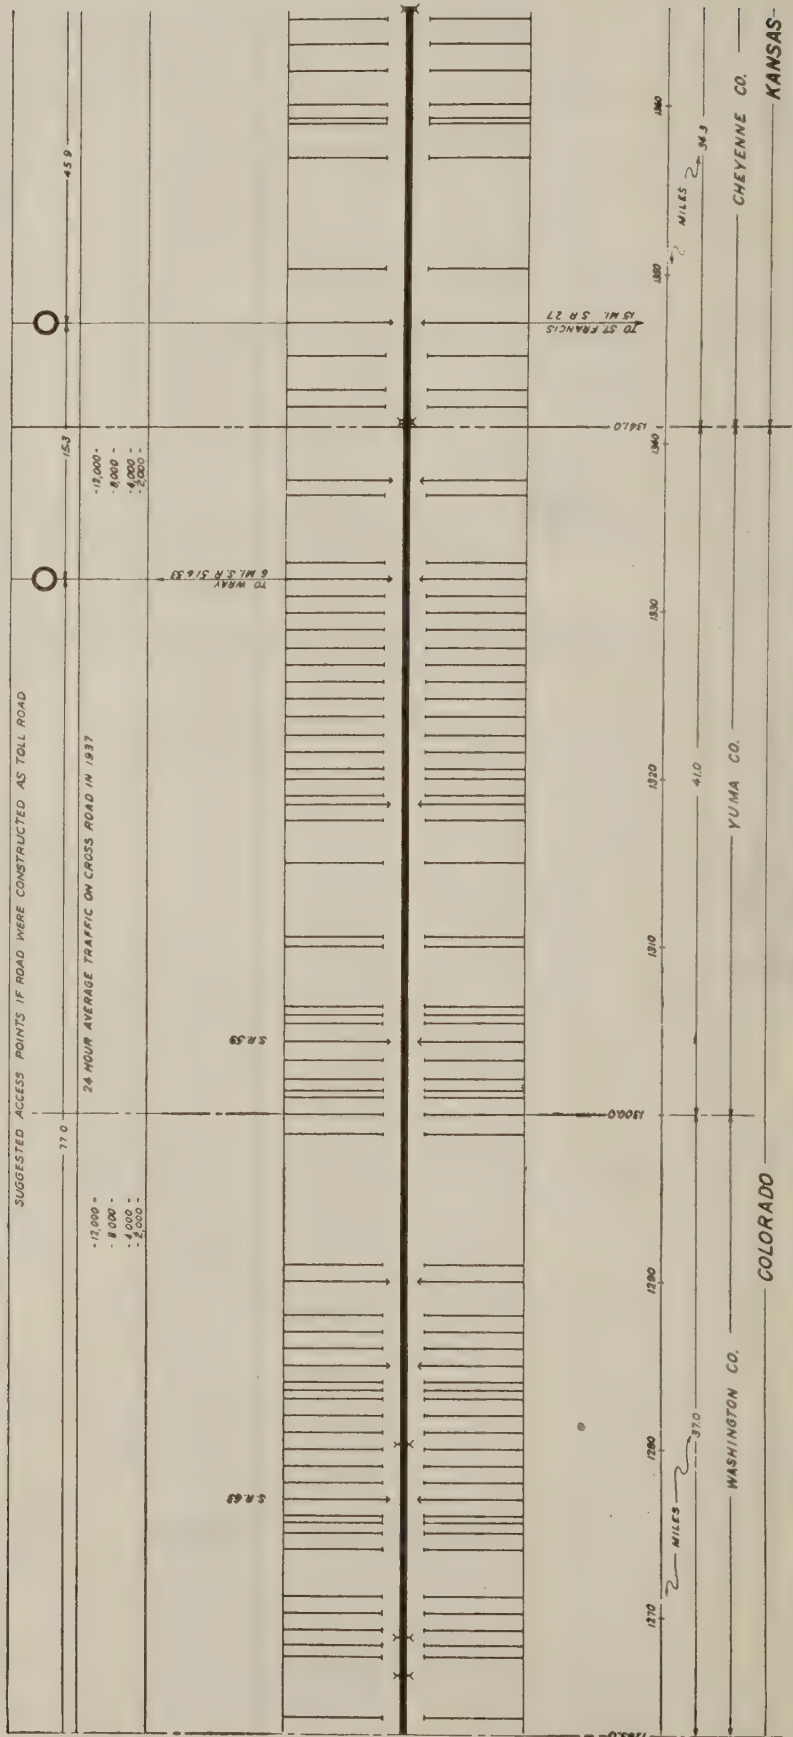 SUGGESTED ACCESS POINTS IF ROAD WERE CONSTRUCTED AS TOLL ROAD
77.0
15.3
45.9
24 HOUR AVERAGE TRAFFIC ON CROSS ROAD IN 1937
-12,000-
-8,000-
-4,000-
-2,000-
-12,000-
-8,000-
-4,000-
-2,000-
S.R. 63
S.R. 59
TO WRAY
6 MI. S.R. 51 & 53
TO ST. FRANCIS
15 MI. S.R. 27
1263.0
1300.0
1341.0
1270
1280
1290
1310
1320
1330
1340
1350
1360
MILES
37.0
41.0
MILES
34.3
WASHINGTON CO.
YUMA CO.
CHEYENNE CO.
COLORADO
KANSAS